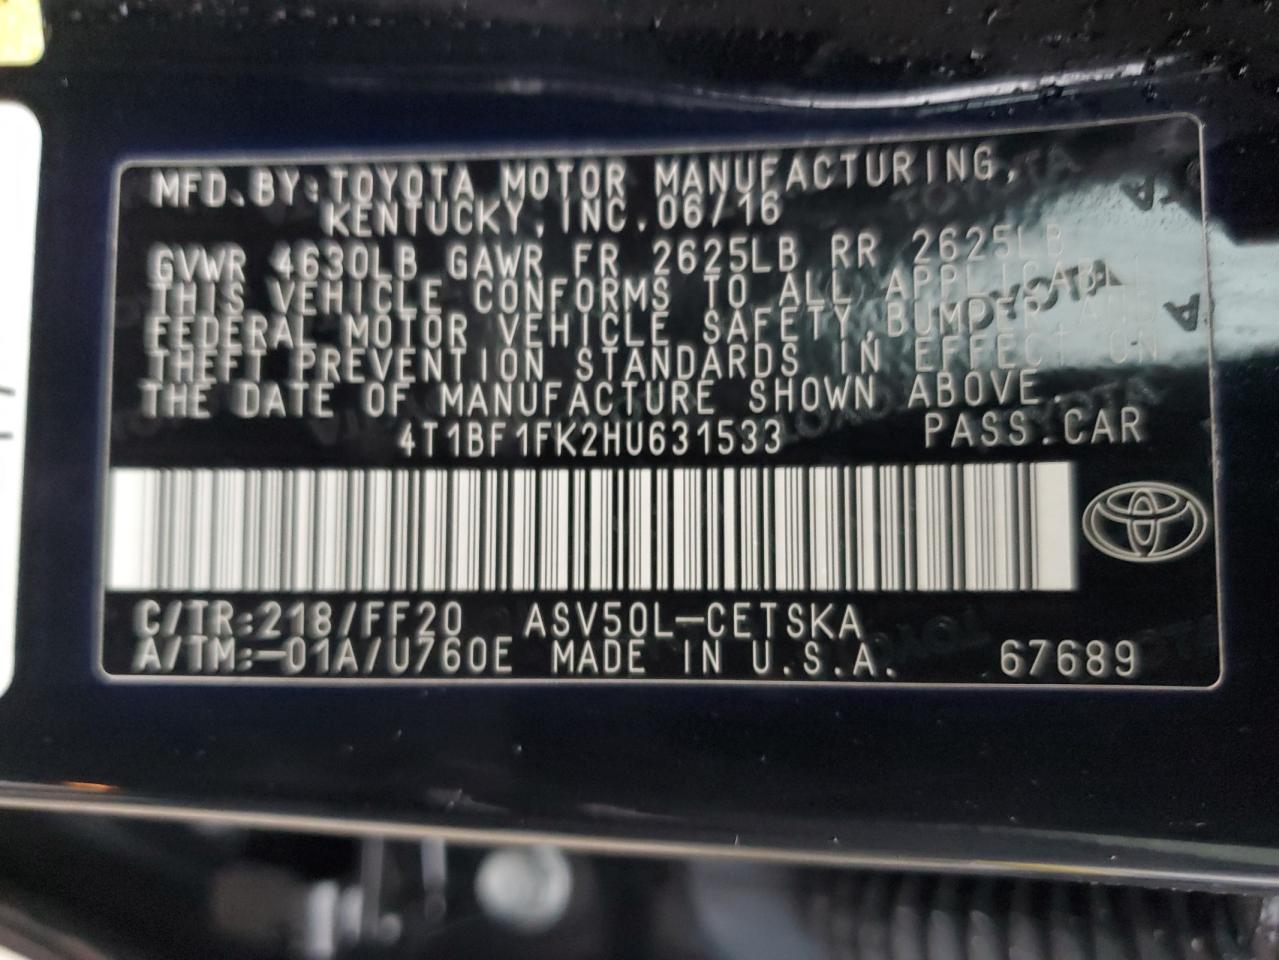 MFD.BY:TOYOTA MOTOR MANUFACTURING,
KENTUCKY,INC.06/16
GVWR 4630LB GAWR FR 2625LB RR 2625LB
THIS VEHICLE CONFORMS TO ALL APPLICABLE
FEDERAL MOTOR VEHICLE SAFETY,BUMPER AND
THEFT PREVENTION STANDARDS IN EFFECT ON
THE DATE OF MANUFACTURE SHOWN ABOVE.
4T1BF1FK2HU631533 PASS.CAR
C/TR:218/FF20 ASV50L-CETSKA
A/TM:-01A/U760E MADE IN U.S.A. 67689